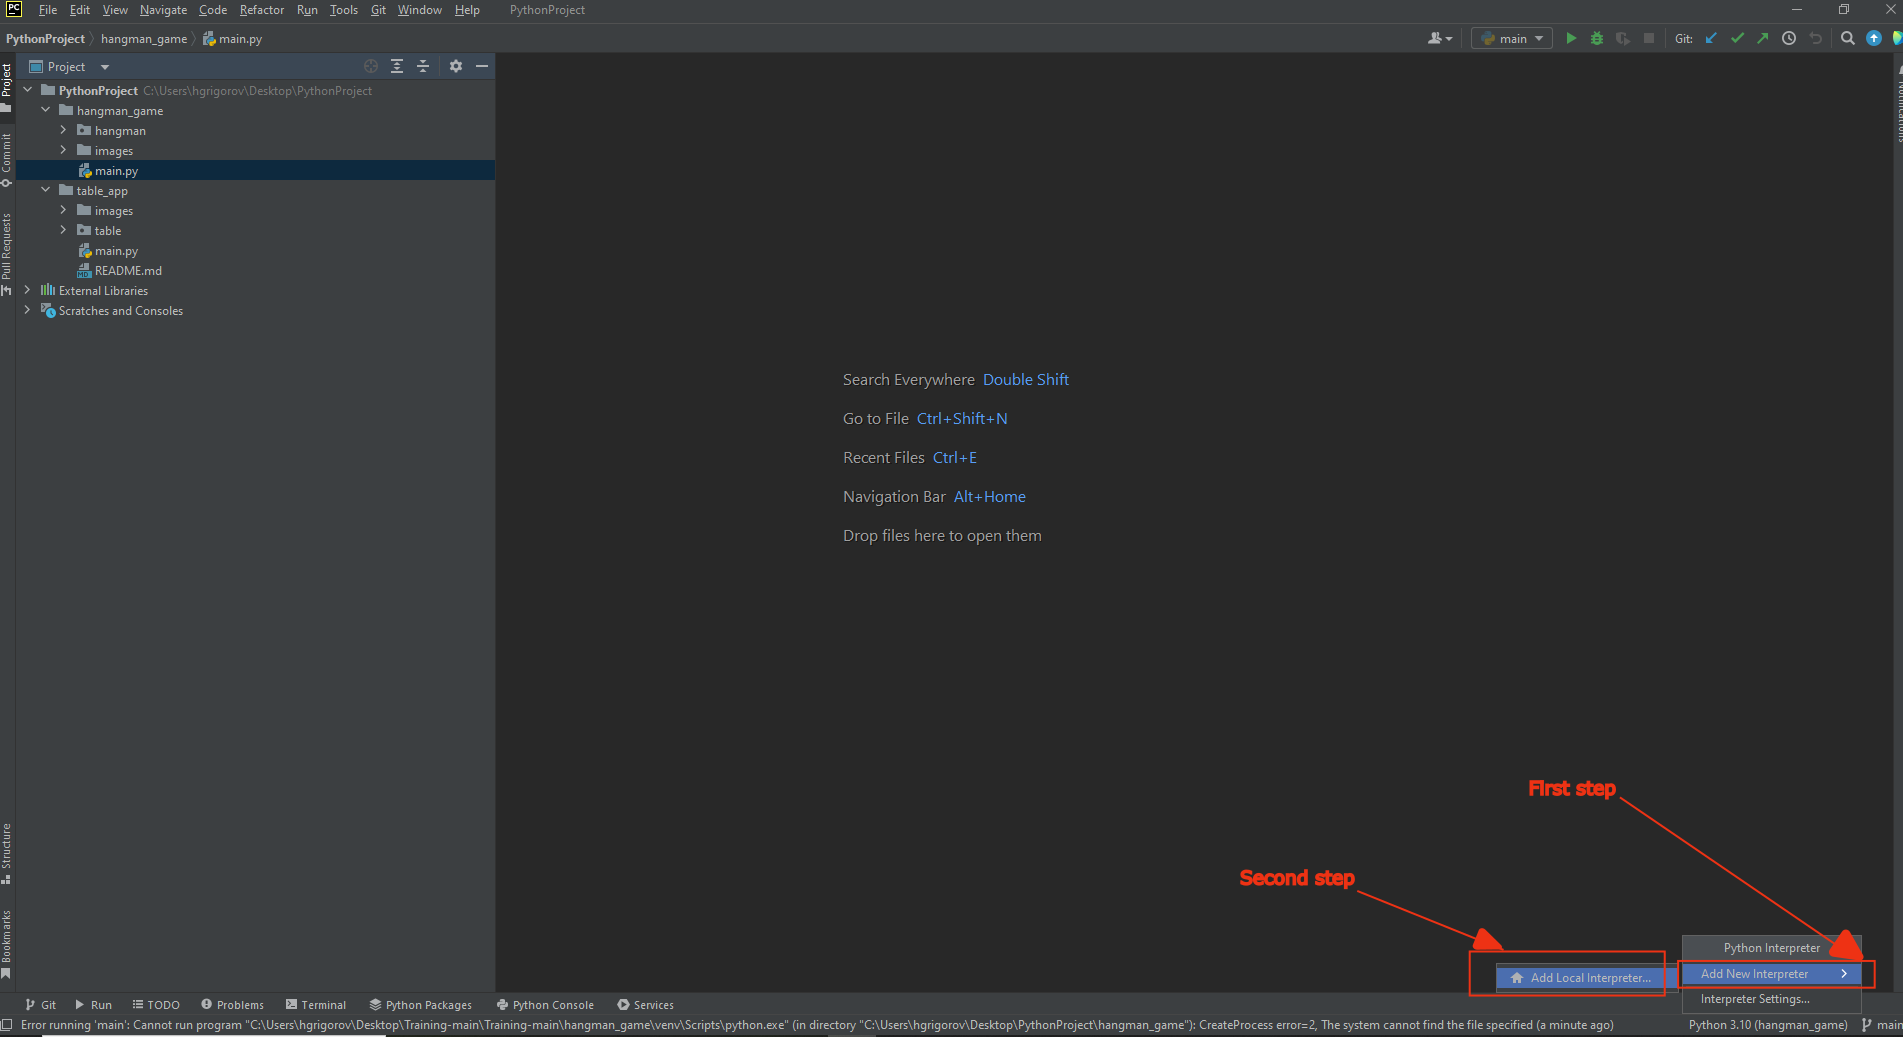 PC File Edit View Navigate Code Refactor Run Tools Git Window Help PythonProject
PythonProject hangman_game main.py
main Git:
Project
PythonProject C:\Users\hgrigorov\Desktop\PythonProject
hangman_game
hangman
images
main.py
table_app
images
table
main.py
README.md
External Libraries
Scratches and Consoles
Project
Commit
Pull Requests
Structure
Bookmarks
Notifications
Search Everywhere Double Shift
Go to File Ctrl+Shift+N
Recent Files Ctrl+E
Navigation Bar Alt+Home
Drop files here to open them
First step
Second step
Python Interpreter
Add New Interpreter
Add Local Interpreter...
Interpreter Settings...
Git Run TODO Problems Terminal Python Packages Python Console Services
Error running 'main': Cannot run program "C:\Users\hgrigorov\Desktop\Training-main\Training-main\hangman_game\venv\Scripts\python.exe" (in directory "C:\Users\hgrigorov\Desktop\PythonProject\hangman_game"): CreateProcess error=2, The system cannot find the file specified (a minute ago) Python 3.10 (hangman_game) main